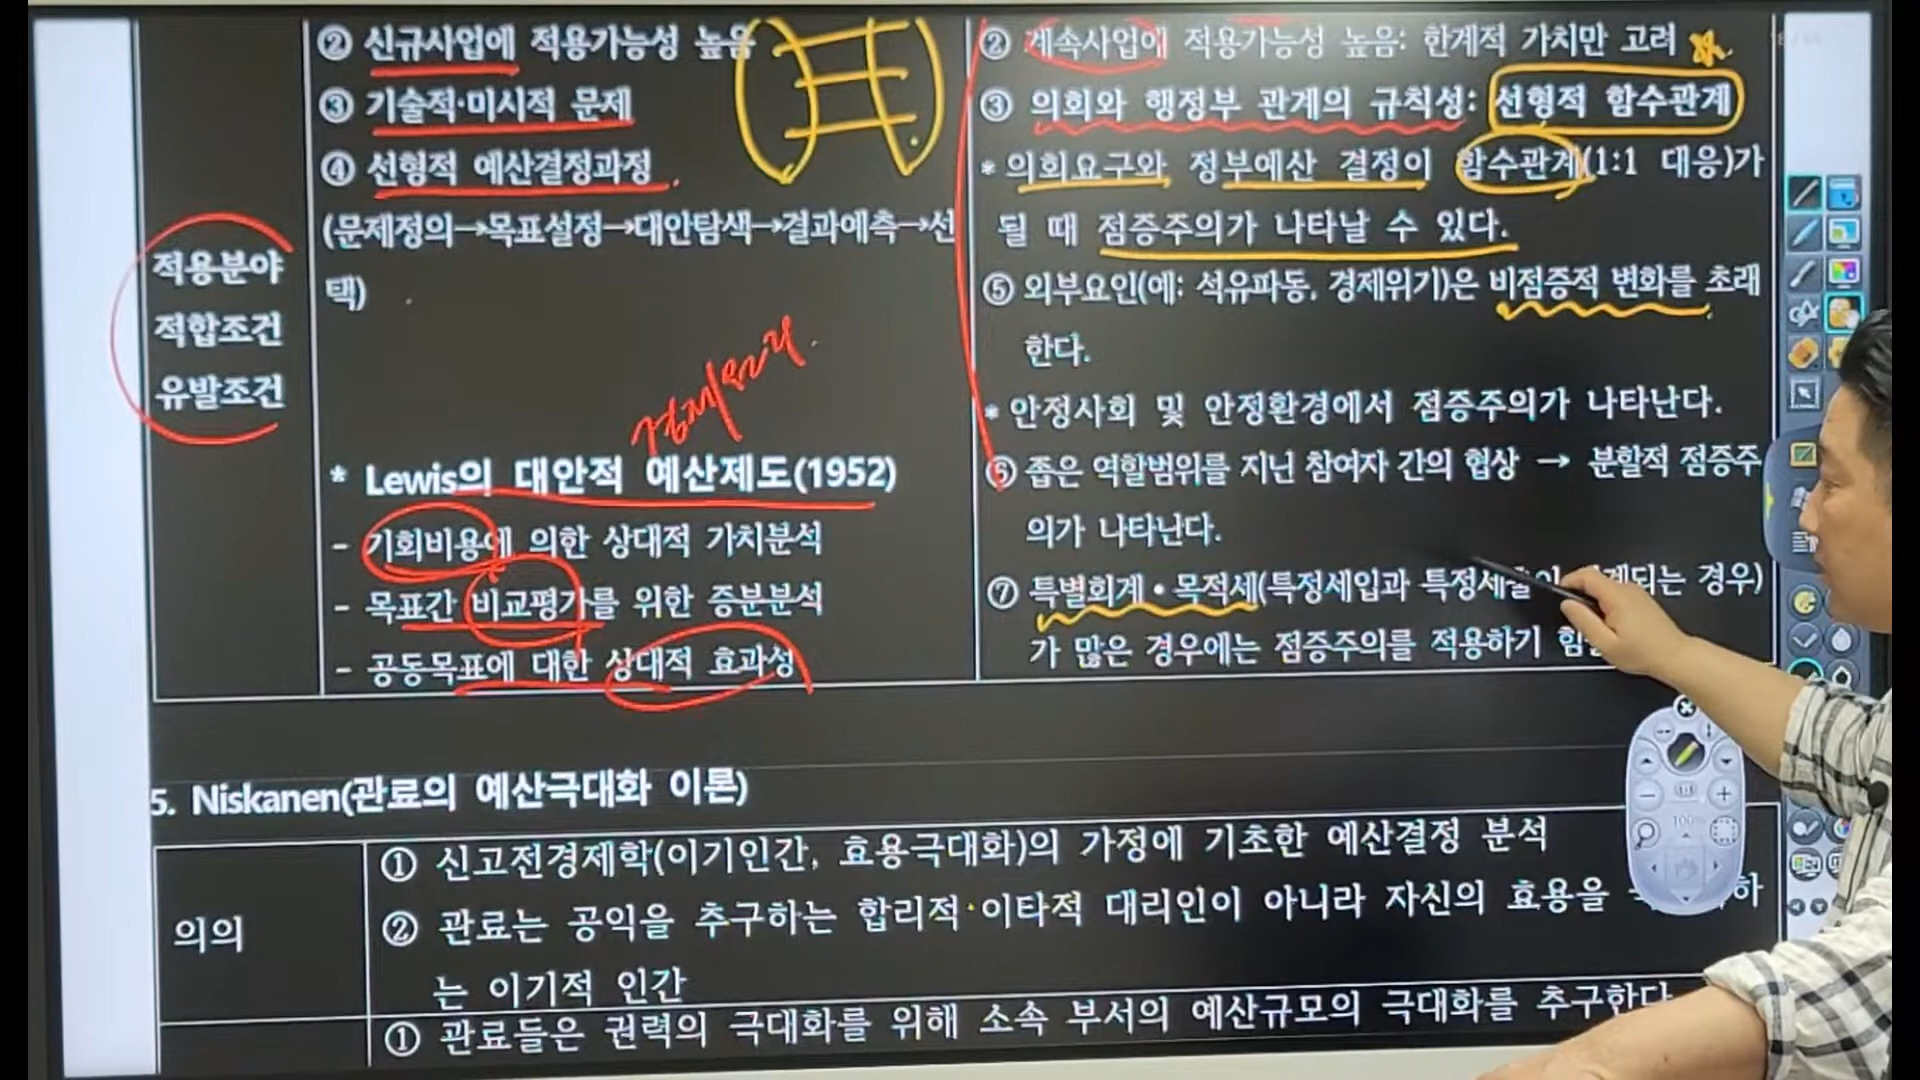 ② 신규사업에 적용가능성 높음
③ 기술적·미시적 문제
④ 선형적 예산결정과정
(문제정의→목표설정→대안탐색→결과예측→선
택)
적용분야
적합조건
유발조건
경제원리
* Lewis의 대안적 예산제도(1952)
- 기회비용에 의한 상대적 가치분석
- 목표간 비교평가를 위한 증분분석
- 공동목표에 대한 상대적 효과성
② 계속사업에 적용가능성 높음: 한계적 가치만 고려
③ 의회와 행정부 관계의 규칙성: 선형적 함수관계
* 의회요구와 정부예산 결정이 함수관계(1:1 대응)가
될 때 점증주의가 나타날 수 있다.
⑤ 외부요인(예: 석유파동, 경제위기)은 비점증적 변화를 초래
한다.
* 안정사회 및 안정환경에서 점증주의가 나타난다.
⑥ 좁은 역할범위를 지닌 참여자 간의 협상 → 분할적 점증주
의가 나타난다.
⑦ 특별회계•목적세(특정세입과 되는 경우)
가 많은 경우에는 점증주의를 적용하기
5. Niskanen(관료의 예산극대화 이론)
의의
① 신고전경제학(이기인간, 효용극대화)의 가정에 기초한 예산결정 분석
② 관료는 공익을 추구하는 합리적·이타적 대리인이 아니라 자신의 효용을 하
는 이기적 인간
① 관료들은 권력의 극대화를 위해 소속 부서의 예산규모의 극대화를 추구한다
1:1
100%